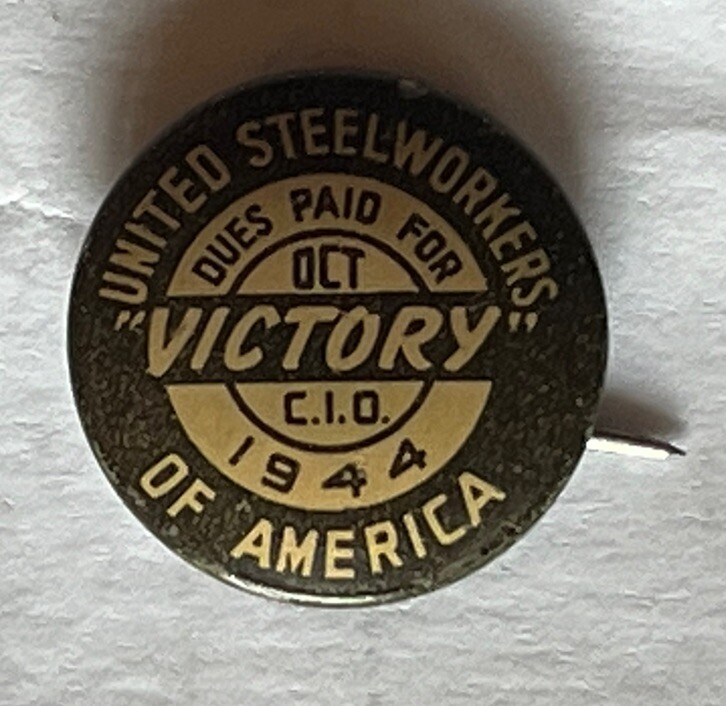 UNITED STEELWORKERS
DUES PAID FOR
OCT
"VICTORY"
C.I.O.
1944
OF AMERICA